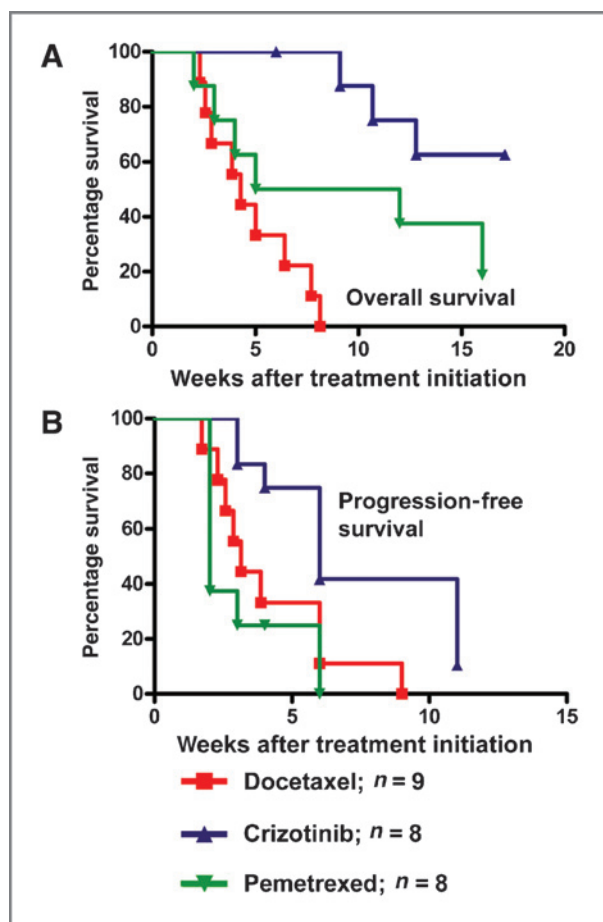 A
100
80
60
40
20
0
Percentage survival
Overall survival
0 5 10 15 20
Weeks after treatment initiation
B
100
80
60
40
20
0
Percentage survival
Progression-free
survival
0 5 10 15
Weeks after treatment initiation
Docetaxel; n = 9
Crizotinib; n = 8
Pemetrexed; n = 8